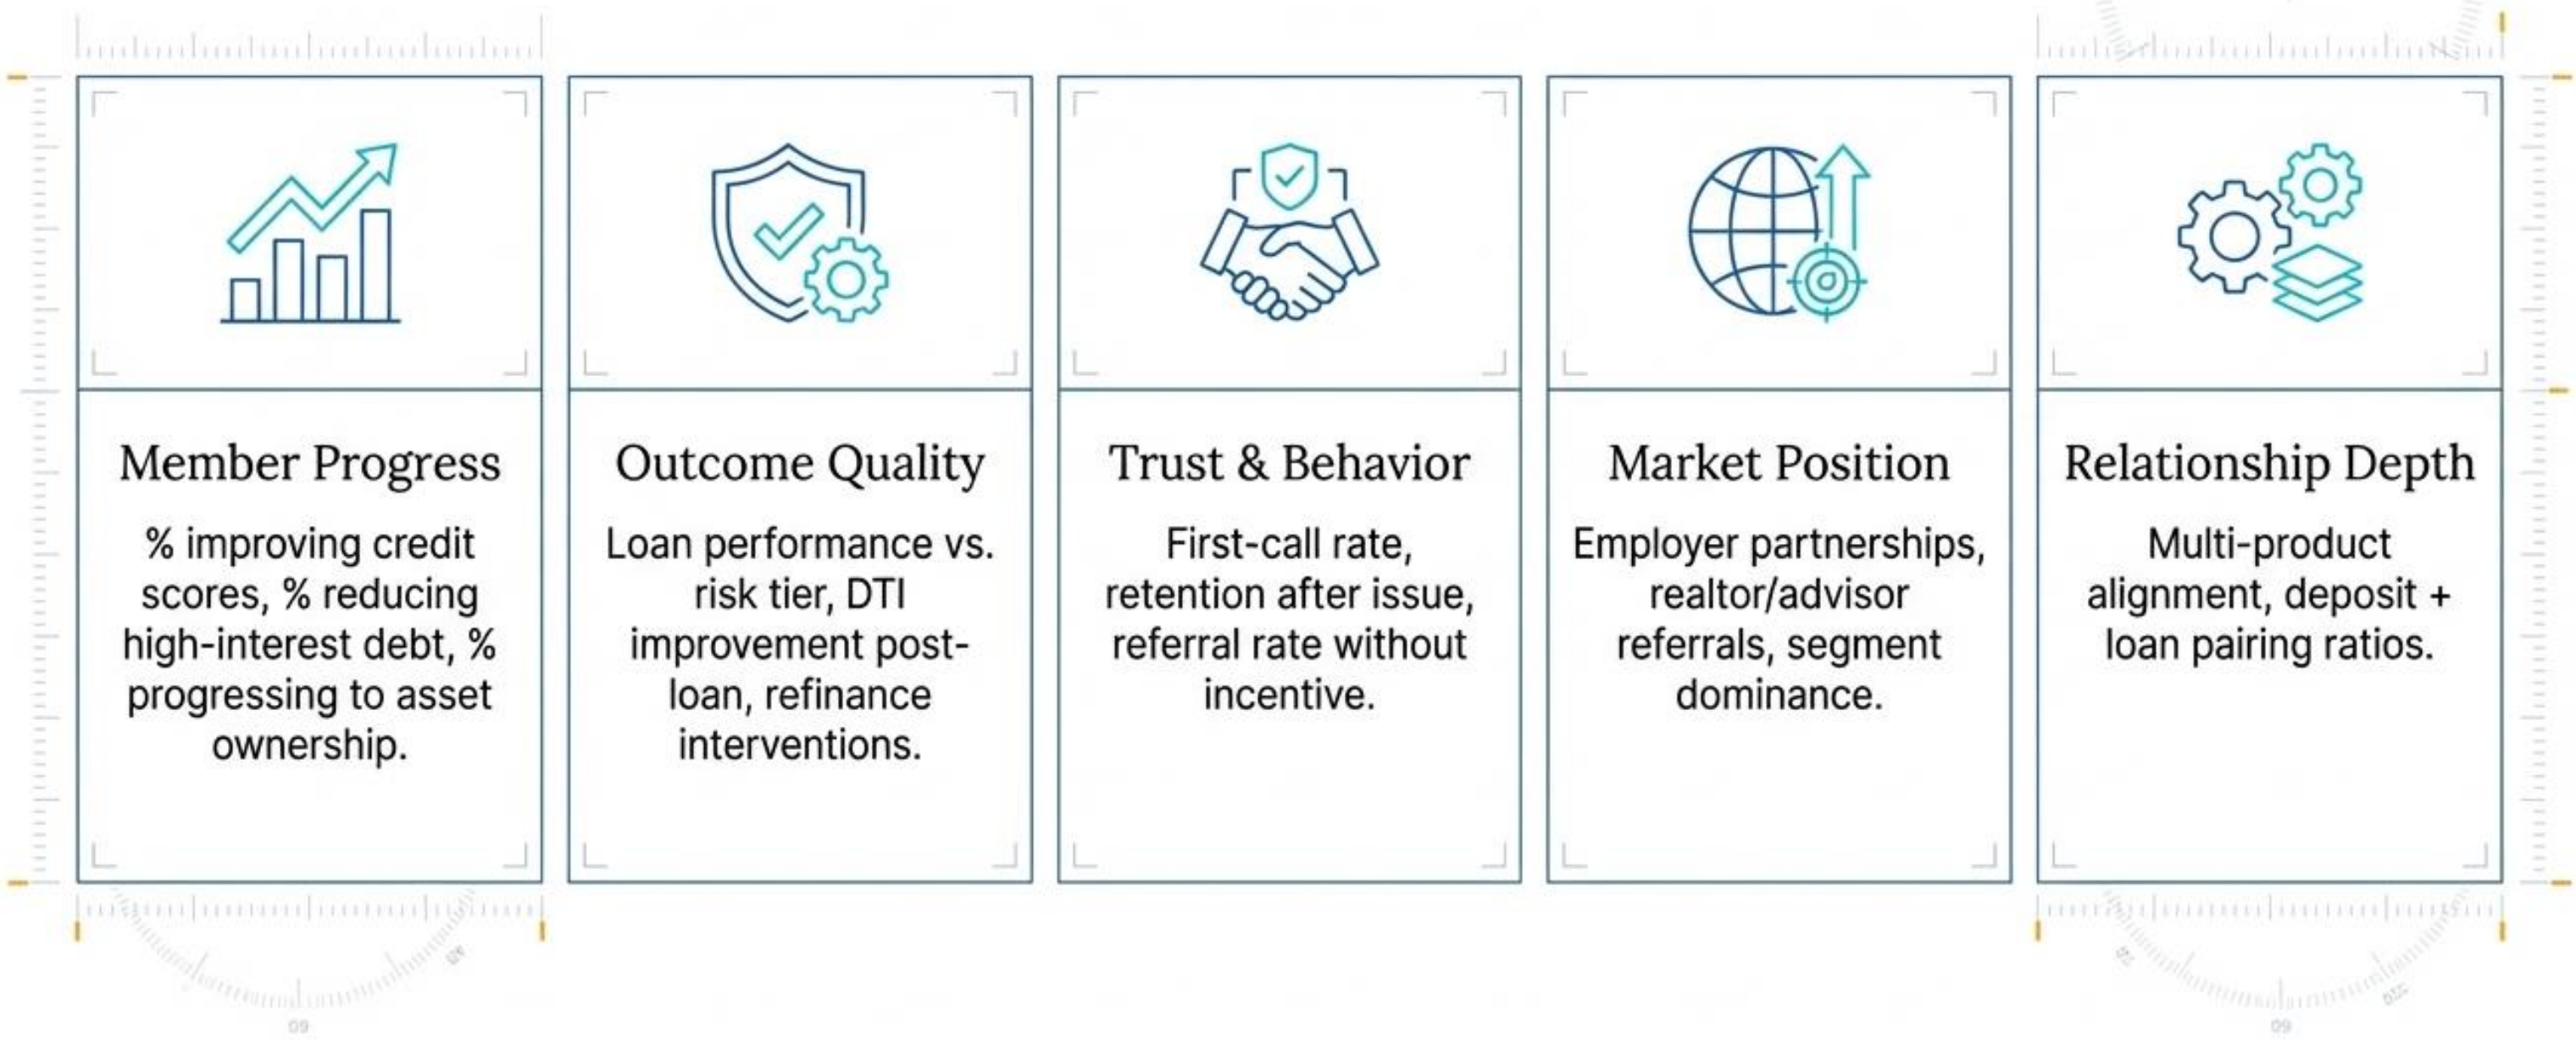 Member Progress
% improving credit
scores, % reducing
high-interest debt, %
progressing to asset
ownership.
Outcome Quality
Loan performance vs.
risk tier, DTI
improvement post-
loan, refinance
interventions.
Trust & Behavior
First-call rate,
retention after issue,
referral rate without
incentive.
Market Position
Employer partnerships,
realtor/advisor
referrals, segment
dominance.
Relationship Depth
Multi-product
alignment, deposit +
loan pairing ratios.
09
09